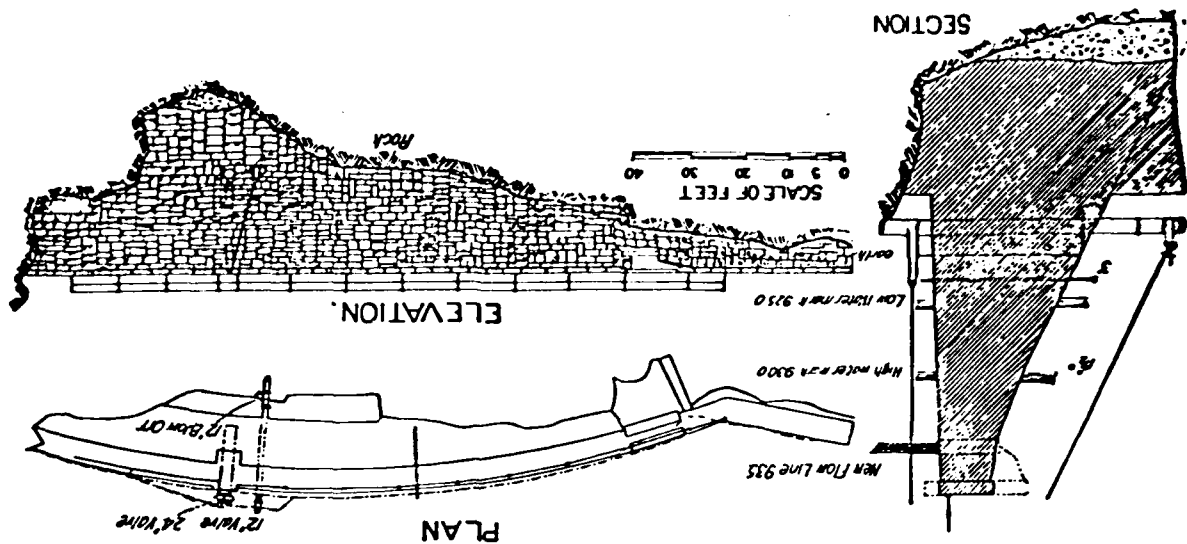 PLAN
12" Valve 24" Valve
12" Blow Off
New Flow Line 935
High water mark 930.0
Low Water mark 925.0
earth
3'
ELEVATION.
SCALE OF FEET
0 5 10 20 30 40
Rock
SECTION